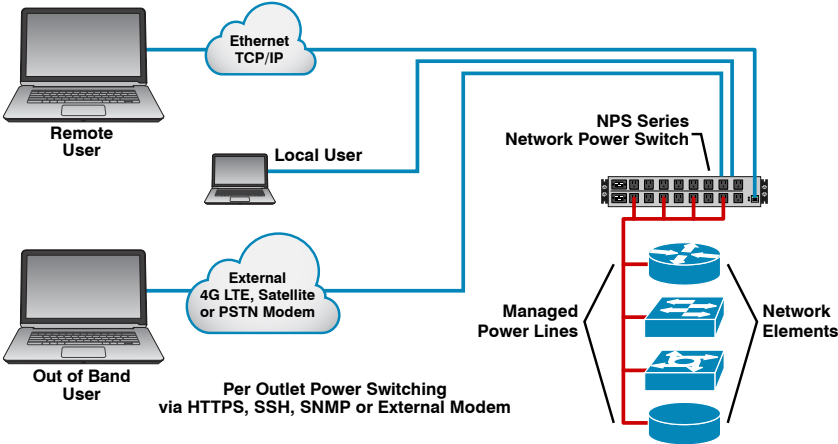 Ethernet
TCP/IP
Remote
User
NPS Series
Network Power Switch
Local User
External
4G LTE, Satellite
or PSTN Modem
Managed
Power Lines
Network
Elements
Out of Band
User
Per Outlet Power Switching
via HTTPS, SSH, SNMP or External Modem